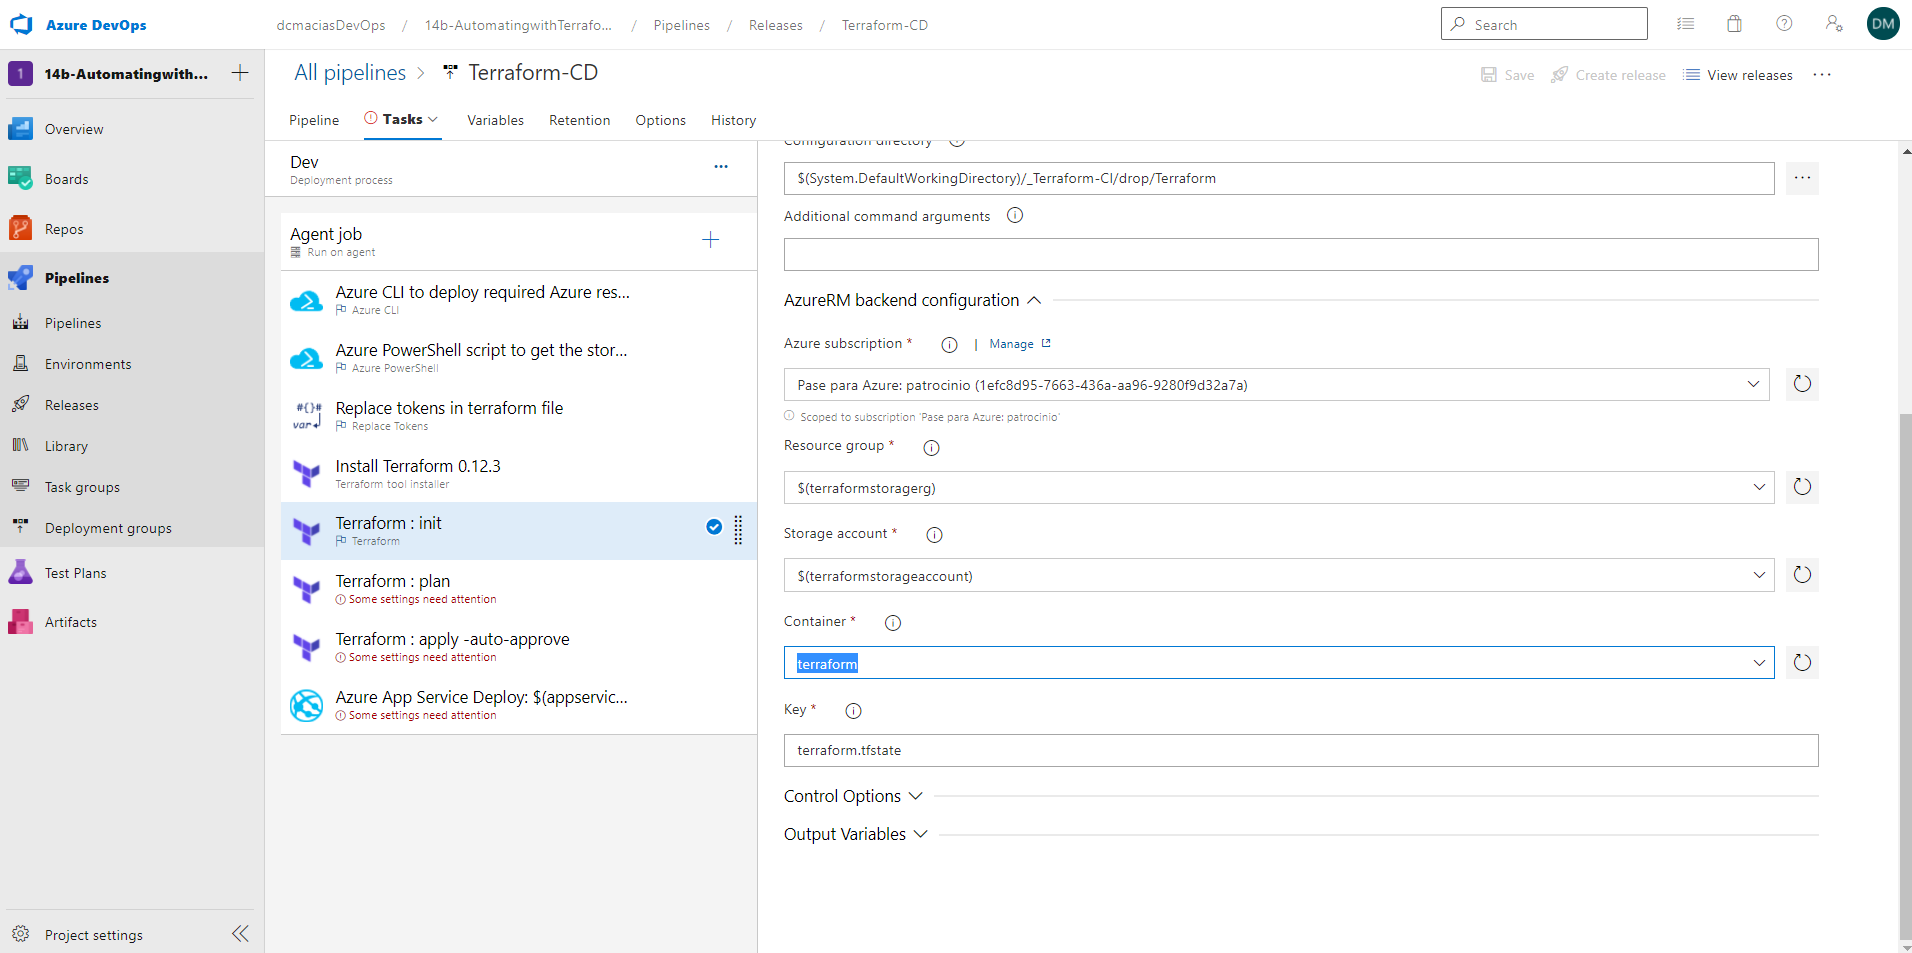 Azure DevOps
dcmaciasDevOps / 14b-AutomatingwithTerrafo... / Pipelines / Releases / Terraform-CD
Search
DM
1 14b-Automatingwith...
Overview
Boards
Repos
Pipelines
Pipelines
Environments
Releases
Library
Task groups
Deployment groups
Test Plans
Artifacts
Project settings
All pipelines > Terraform-CD
Save
Create release
View releases
Pipeline
Tasks
Variables
Retention
Options
History
Dev
Deployment process
Agent job
Run on agent
Azure CLI to deploy required Azure res...
Azure CLI
Azure PowerShell script to get the stor...
Azure PowerShell
#{}#
var
Replace tokens in terraform file
Replace Tokens
Install Terraform 0.12.3
Terraform tool installer
Terraform : init
Terraform
Terraform : plan
Some settings need attention
Terraform : apply -auto-approve
Some settings need attention
Azure App Service Deploy: $(appservic...
Some settings need attention
Configuration directory
$(System.DefaultWorkingDirectory)/_Terraform-CI/drop/Terraform
Additional command arguments
AzureRM backend configuration
Azure subscription * | Manage
Pase para Azure: patrocinio (1efc8d95-7663-436a-aa96-9280f9d32a7a)
Scoped to subscription 'Pase para Azure: patrocinio'
Resource group *
$(terraformstoragerg)
Storage account *
$(terraformstorageaccount)
Container *
terraform
Key *
terraform.tfstate
Control Options
Output Variables